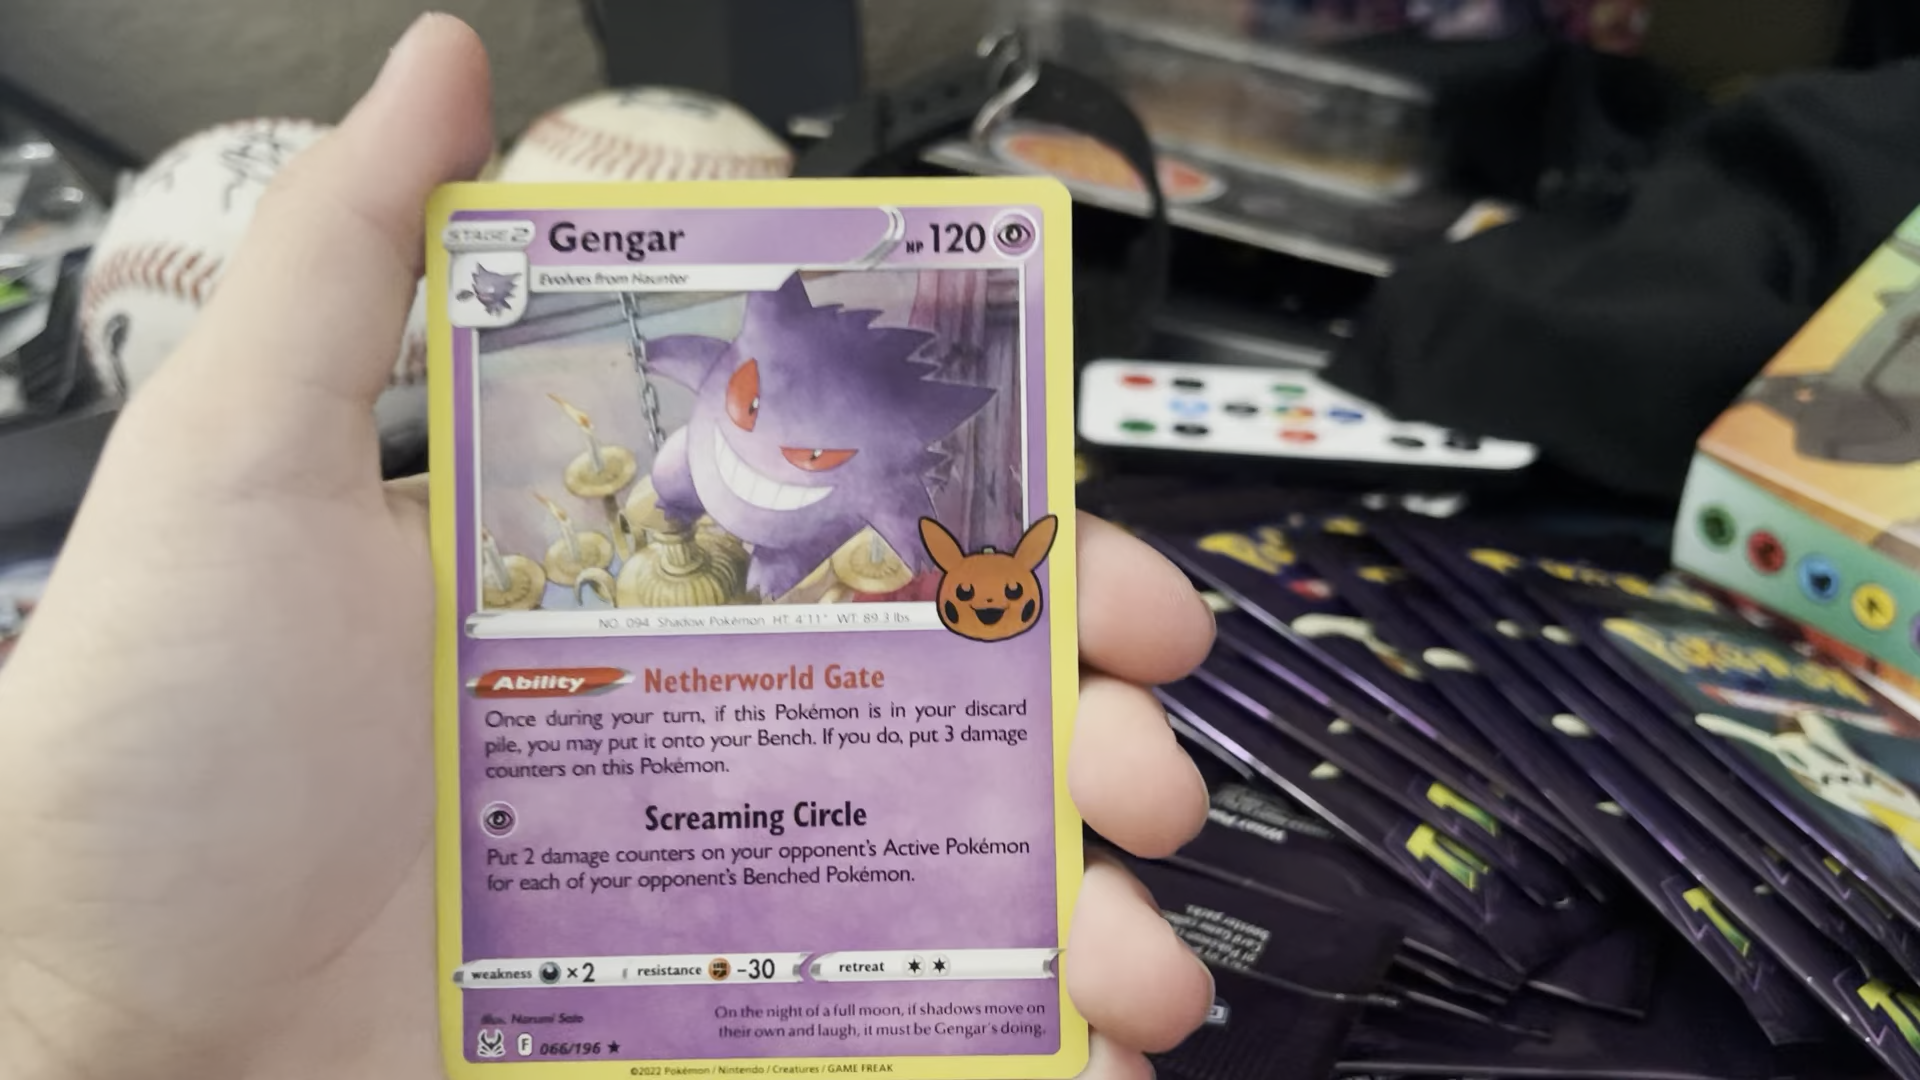 STAGE 2
Gengar
HP 120
Evolves from Haunter
NO. 094 Shadow Pokémon HT: 4'11" WT: 89.3 lbs
Ability Netherworld Gate
Once during your turn, if this Pokémon is in your discard
pile, you may put it onto your Bench. If you do, put 3 damage
counters on this Pokémon.
Screaming Circle
Put 2 damage counters on your opponent's Active Pokémon
for each of your opponent's Benched Pokémon.
weakness ×2 resistance -30 retreat
Illus. Narumi Sato
F 066/196
On the night of a full moon, if shadows move on
their own and laugh, it must be Gengar's doing.
©2022 Pokémon / Nintendo / Creatures / GAME FREAK